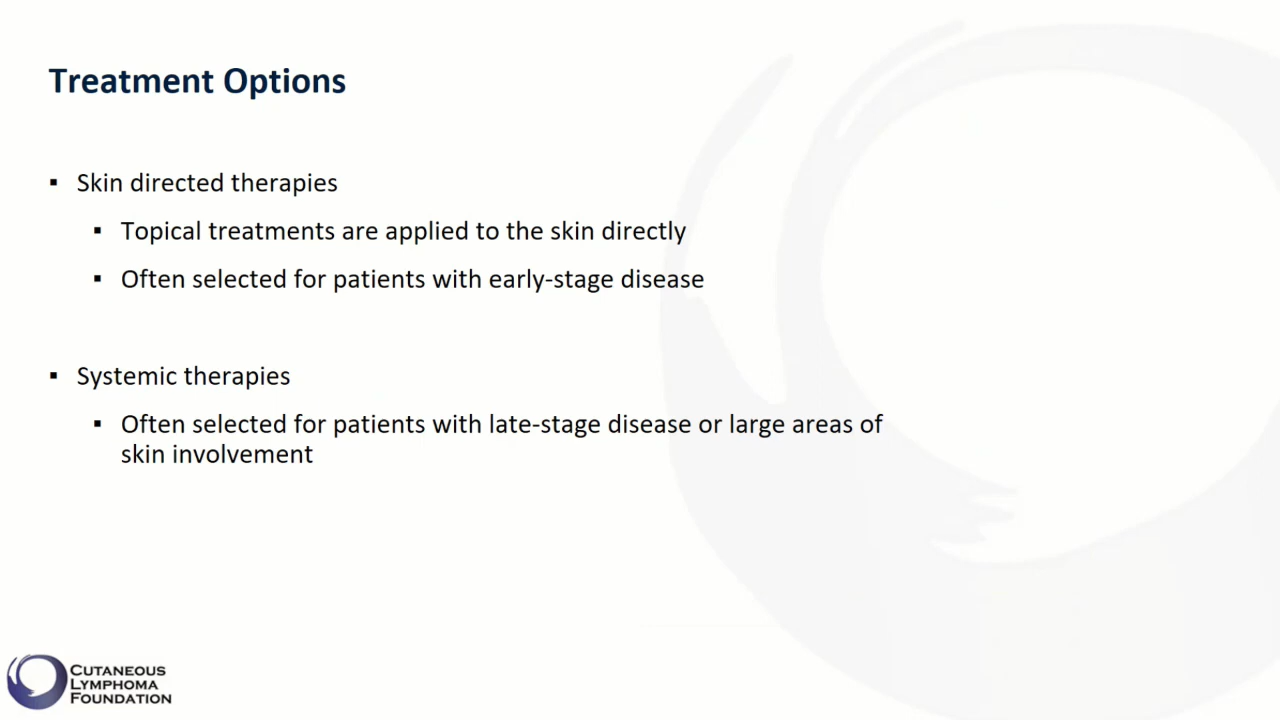 Treatment Options
▪ Skin directed therapies
▪ Topical treatments are applied to the skin directly
▪ Often selected for patients with early-stage disease
▪ Systemic therapies
▪ Often selected for patients with late-stage disease or large areas of
skin involvement
CUTANEOUS
LYMPHOMA
FOUNDATION